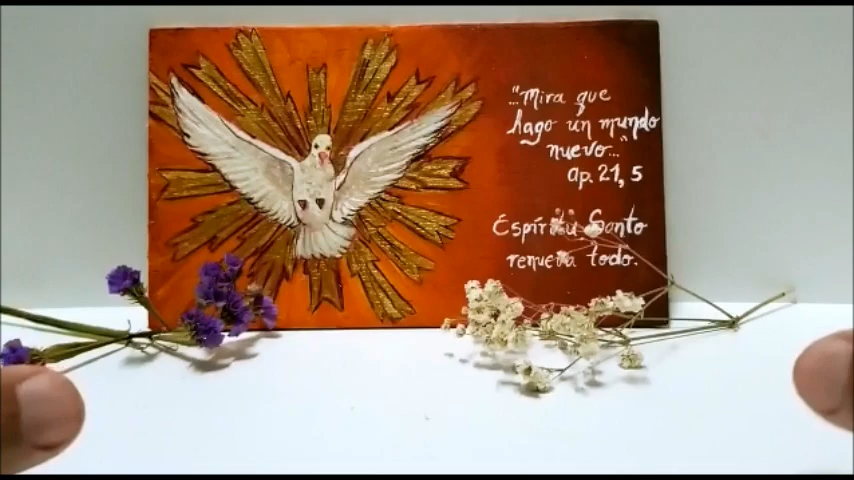 "...Mira que
hago un mundo
nuevo..."
ap. 21, 5
Espíritu Santo
renueva todo.